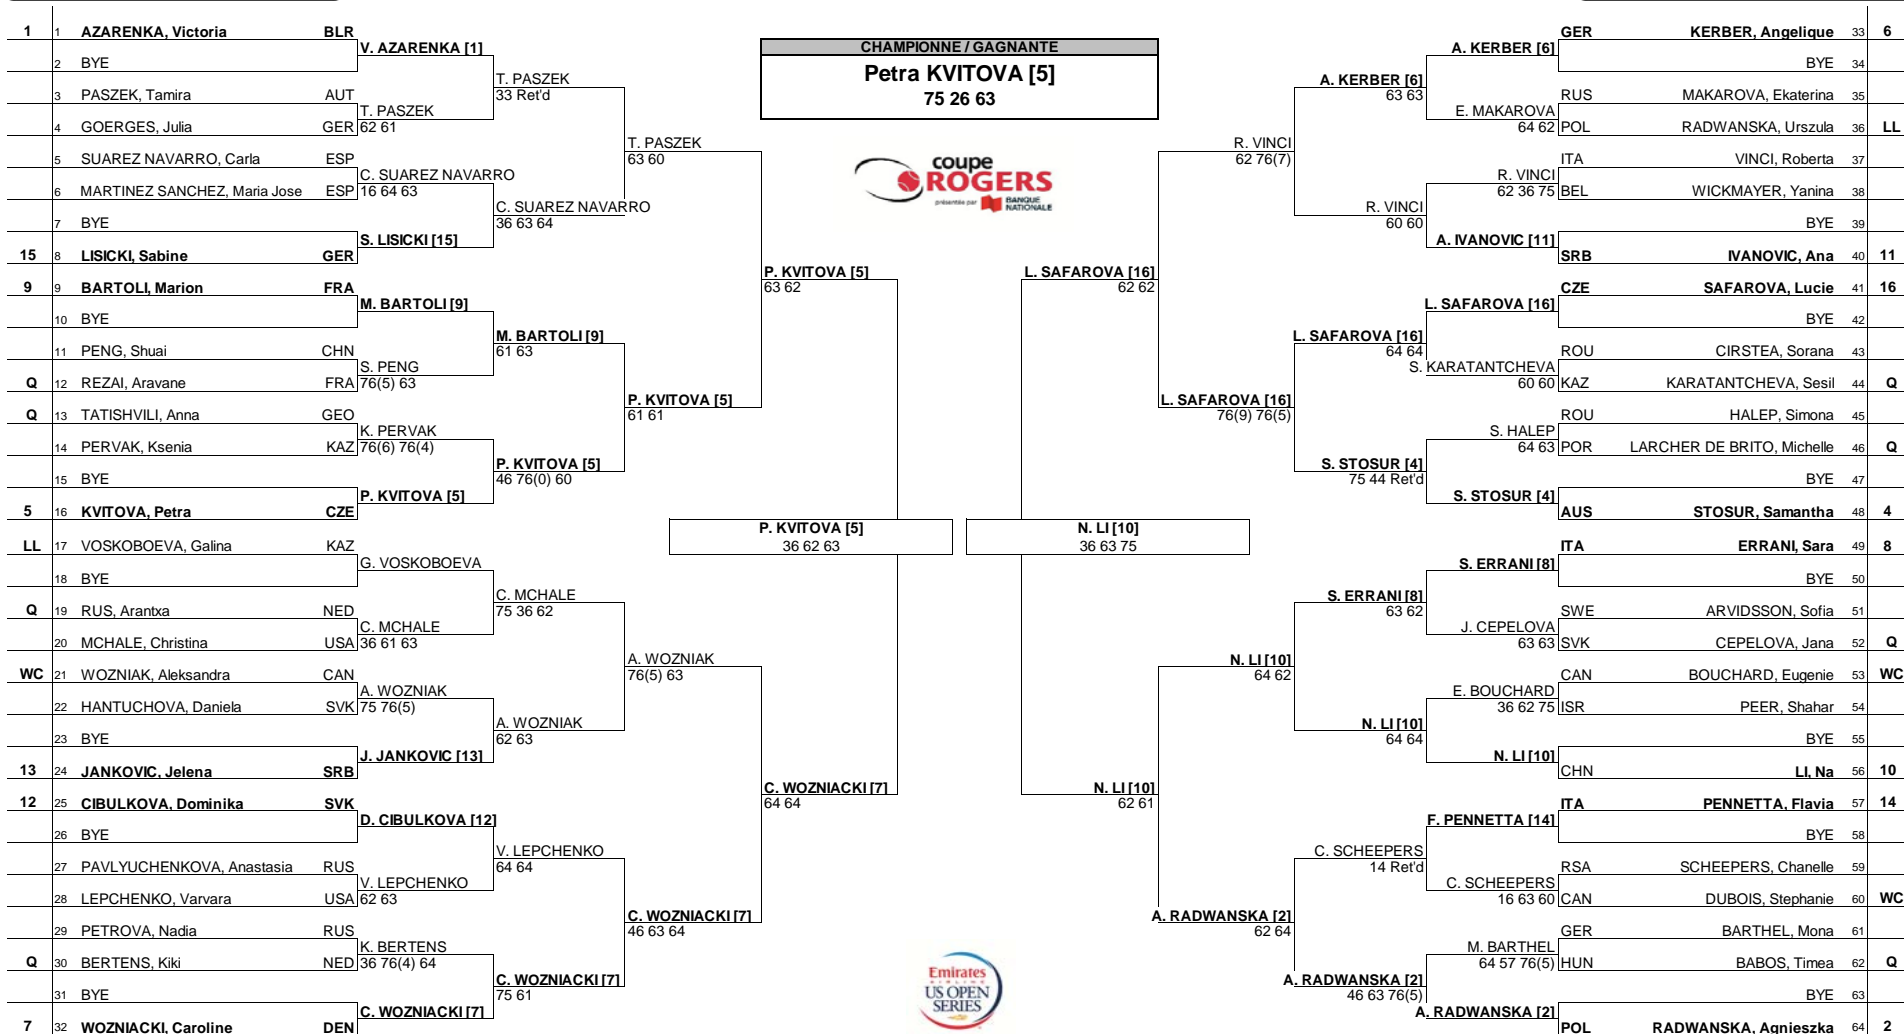 CHAMPIONNE / GAGNANTE
Petra KVITOVA [5]
75 26 63
coupe
ROGERS
présentée par BANQUE
NATIONALE
1 1 AZARENKA, Victoria BLR
2 BYE
3 PASZEK, Tamira AUT
4 GOERGES, Julia GER
5 SUAREZ NAVARRO, Carla ESP
6 MARTINEZ SANCHEZ, Maria Jose ESP
7 BYE
15 8 LISICKI, Sabine GER
9 9 BARTOLI, Marion FRA
10 BYE
11 PENG, Shuai CHN
Q 12 REZAI, Aravane FRA
Q 13 TATISHVILI, Anna GEO
14 PERVAK, Ksenia KAZ
15 BYE
5 16 KVITOVA, Petra CZE
LL 17 VOSKOBOEVA, Galina KAZ
18 BYE
Q 19 RUS, Arantxa NED
20 MCHALE, Christina USA
WC 21 WOZNIAK, Aleksandra CAN
22 HANTUCHOVA, Daniela SVK
23 BYE
13 24 JANKOVIC, Jelena SRB
12 25 CIBULKOVA, Dominika SVK
26 BYE
27 PAVLYUCHENKOVA, Anastasia RUS
28 LEPCHENKO, Varvara USA
29 PETROVA, Nadia RUS
Q 30 BERTENS, Kiki NED
31 BYE
7 32 WOZNIACKI, Caroline DEN
V. AZARENKA [1]
T. PASZEK
62 61
C. SUAREZ NAVARRO
16 64 63
S. LISICKI [15]
M. BARTOLI [9]
S. PENG
76(5) 63
K. PERVAK
76(6) 76(4)
P. KVITOVA [5]
G. VOSKOBOEVA
C. MCHALE
36 61 63
A. WOZNIAK
75 76(5)
J. JANKOVIC [13]
D. CIBULKOVA [12]
V. LEPCHENKO
62 63
K. BERTENS
36 76(4) 64
C. WOZNIACKI [7]
T. PASZEK
33 Ret'd
C. SUAREZ NAVARRO
36 63 64
M. BARTOLI [9]
61 63
P. KVITOVA [5]
46 76(0) 60
C. MCHALE
75 36 62
A. WOZNIAK
62 63
V. LEPCHENKO
64 64
C. WOZNIACKI [7]
75 61
T. PASZEK
63 60
P. KVITOVA [5]
61 61
A. WOZNIAK
76(5) 63
C. WOZNIACKI [7]
46 63 64
P. KVITOVA [5]
63 62
C. WOZNIACKI [7]
64 64
P. KVITOVA [5]
36 62 63
N. LI [10]
36 63 75
L. SAFAROVA [16]
62 62
N. LI [10]
62 61
R. VINCI
62 76(7)
L. SAFAROVA [16]
76(9) 76(5)
N. LI [10]
64 62
A. RADWANSKA [2]
62 64
A. KERBER [6]
63 63
R. VINCI
60 60
L. SAFAROVA [16]
64 64
S. STOSUR [4]
75 44 Ret'd
S. ERRANI [8]
63 62
N. LI [10]
64 64
C. SCHEEPERS
14 Ret'd
A. RADWANSKA [2]
46 63 76(5)
A. KERBER [6]
E. MAKAROVA
64 62
R. VINCI
62 36 75
A. IVANOVIC [11]
L. SAFAROVA [16]
S. KARATANTCHEVA
60 60
S. HALEP
64 63
S. STOSUR [4]
S. ERRANI [8]
J. CEPELOVA
63 63
E. BOUCHARD
36 62 75
N. LI [10]
F. PENNETTA [14]
C. SCHEEPERS
16 63 60
M. BARTHEL
64 57 76(5)
A. RADWANSKA [2]
GER KERBER, Angelique 33 6
BYE 34
RUS MAKAROVA, Ekaterina 35
POL RADWANSKA, Urszula 36 LL
ITA VINCI, Roberta 37
BEL WICKMAYER, Yanina 38
BYE 39
SRB IVANOVIC, Ana 40 11
CZE SAFAROVA, Lucie 41 16
BYE 42
ROU CIRSTEA, Sorana 43
KAZ KARATANTCHEVA, Sesil 44 Q
ROU HALEP, Simona 45
POR LARCHER DE BRITO, Michelle 46 Q
BYE 47
AUS STOSUR, Samantha 48 4
ITA ERRANI, Sara 49 8
BYE 50
SWE ARVIDSSON, Sofia 51
SVK CEPELOVA, Jana 52 Q
CAN BOUCHARD, Eugenie 53 WC
ISR PEER, Shahar 54
BYE 55
CHN LI, Na 56 10
ITA PENNETTA, Flavia 57 14
BYE 58
RSA SCHEEPERS, Chanelle 59
CAN DUBOIS, Stephanie 60 WC
GER BARTHEL, Mona 61
HUN BABOS, Timea 62 Q
BYE 63
POL RADWANSKA, Agnieszka 64 2
Emirates
AIRLINE
US OPEN
SERIES